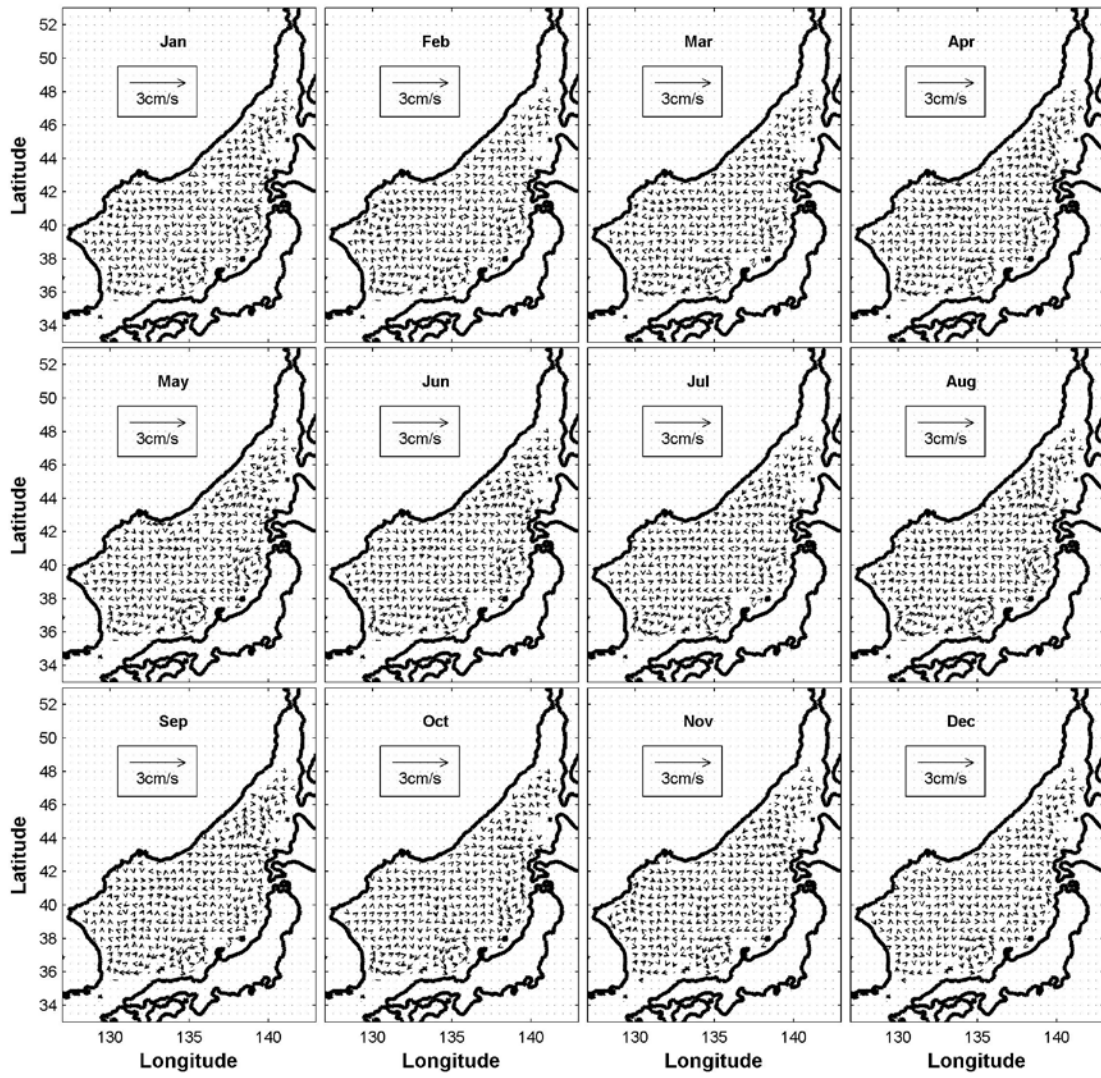 Jan Feb Mar Apr
3cm/s 3cm/s 3cm/s 3cm/s
Latitude
52
50
48
46
44
42
40
38
36
34
May Jun Jul Aug
3cm/s 3cm/s 3cm/s 3cm/s
Latitude
52
50
48
46
44
42
40
38
36
34
Sep Oct Nov Dec
3cm/s 3cm/s 3cm/s 3cm/s
Latitude
52
50
48
46
44
42
40
38
36
34
130 135 140 130 135 140 130 135 140 130 135 140
Longitude Longitude Longitude Longitude